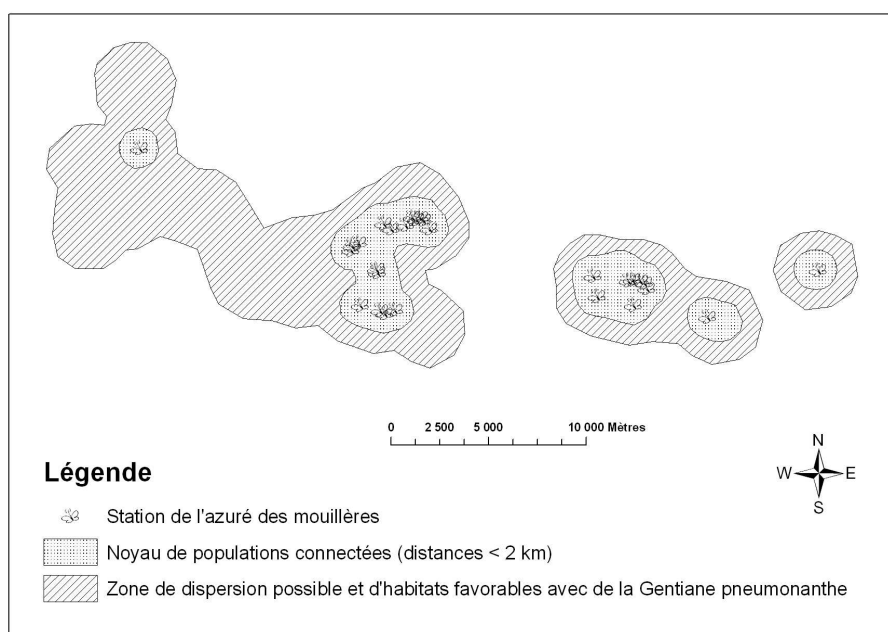 0 2 500 5 000 10 000 Mètres
N
W E
S
Légende
Station de l'azuré des mouillères
Noyau de populations connectées (distances < 2 km)
Zone de dispersion possible et d'habitats favorables avec de la Gentiane pneumonanthe